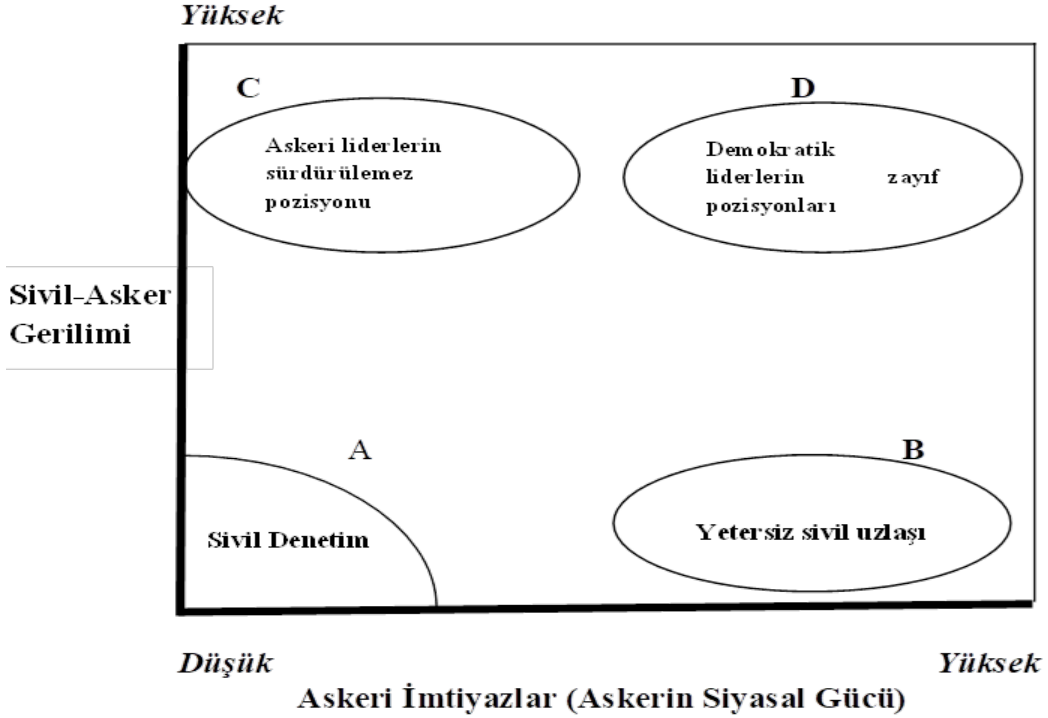 Yüksek
C
D
Askeri liderlerin
sürdürülemez
pozisyonu
Demokratik
liderlerin zayıf
pozisyonları
Sivil-Asker
Gerilimi
A
B
Sivil Denetim
Yetersiz sivil uzlaşı
Düşük
Yüksek
Askeri İmtiyazlar (Askerin Siyasal Gücü)